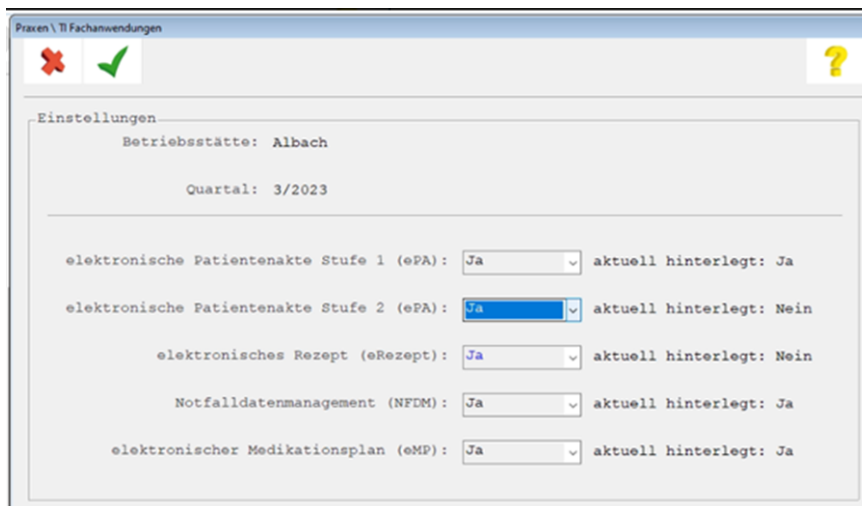 Praxen \ TI Fachanwendungen
Einstellungen
Betriebsstätte: Albach
Quartal: 3/2023
elektronische Patientenakte Stufe 1 (ePA): Ja aktuell hinterlegt: Ja
elektronische Patientenakte Stufe 2 (ePA): Ja aktuell hinterlegt: Nein
elektronisches Rezept (eRezept): Ja aktuell hinterlegt: Nein
Notfalldatenmanagement (NFDM): Ja aktuell hinterlegt: Ja
elektronischer Medikationsplan (eMP): Ja aktuell hinterlegt: Ja